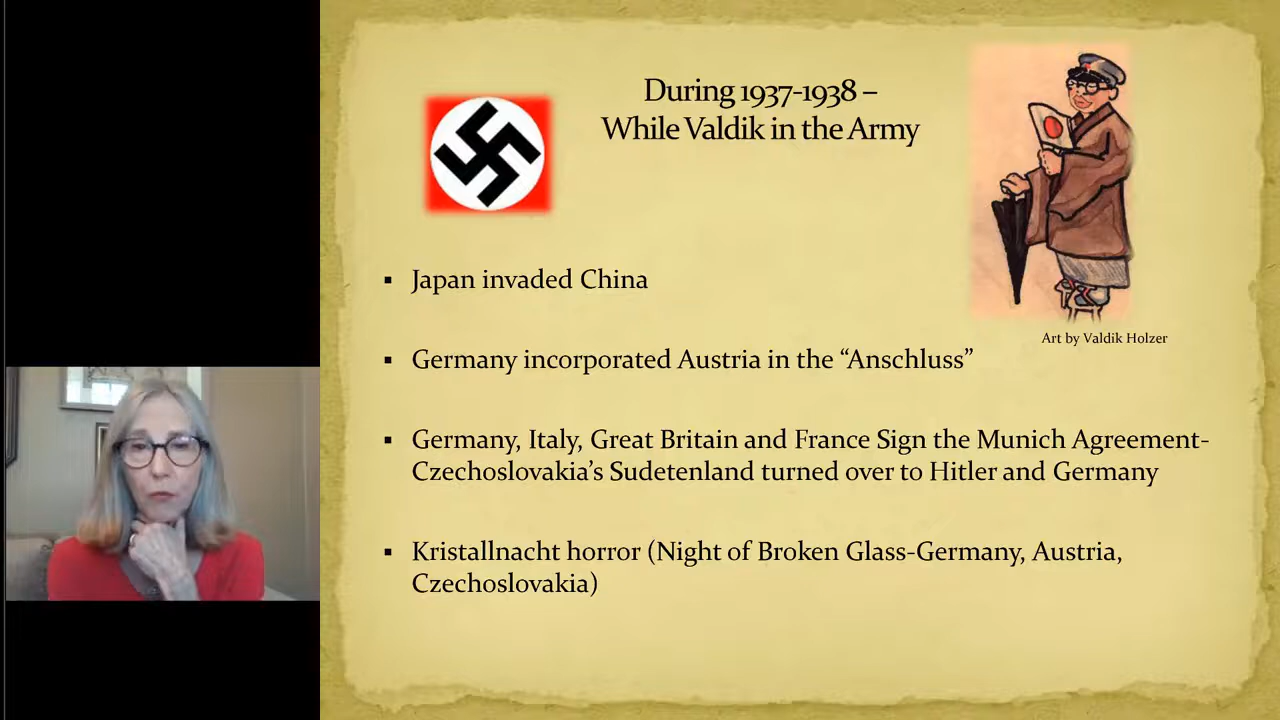 During 1937-1938 –
While Valdik in the Army
▪ Japan invaded China
Art by Valdik Holzer
▪ Germany incorporated Austria in the “Anschluss”
▪ Germany, Italy, Great Britain and France Sign the Munich Agreement-
Czechoslovakia’s Sudetenland turned over to Hitler and Germany
▪ Kristallnacht horror (Night of Broken Glass-Germany, Austria,
Czechoslovakia)